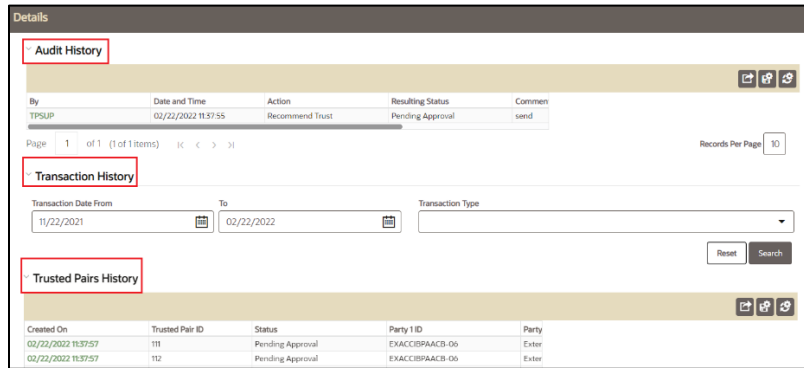 Details
Audit History
By Date and Time Action Resulting Status Commen
TPSUP 02/22/2022 11:37:55 Recommend Trust Pending Approval send
Page 1 of 1 (1 of 1 items) Records Per Page 10
Transaction History
Transaction Date From To Transaction Type
11/22/2021 02/22/2022
Reset Search
Trusted Pairs History
Created On Trusted Pair ID Status Party 1 ID Party
02/22/2022 11:37:57 111 Pending Approval EXACCIBPAACB-06 Exter
02/22/2022 11:37:57 112 Pending Approval EXACCIBPAACB-06 Exter